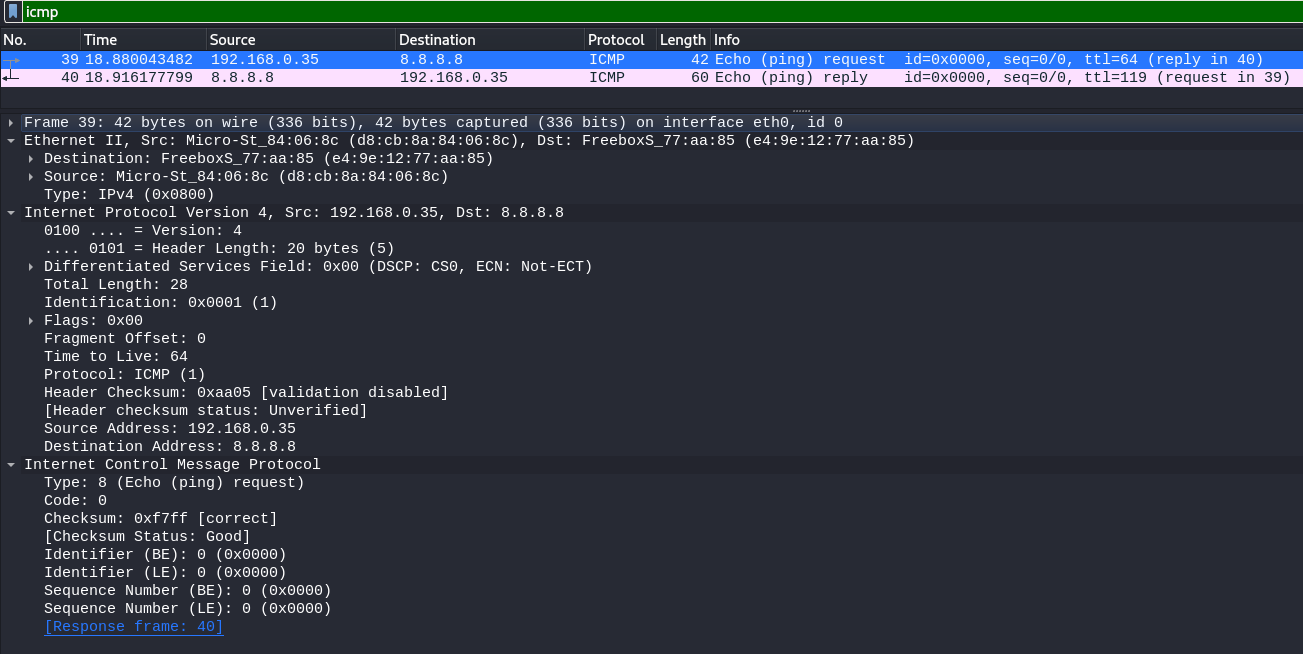 icmp
No. Time Source Destination Protocol Length Info
39 18.880043482 192.168.0.35 8.8.8.8 ICMP 42 Echo (ping) request id=0x0000, seq=0/0, ttl=64 (reply in 40)
40 18.916177799 8.8.8.8 192.168.0.35 ICMP 60 Echo (ping) reply id=0x0000, seq=0/0, ttl=119 (request in 39)
Frame 39: 42 bytes on wire (336 bits), 42 bytes captured (336 bits) on interface eth0, id 0
Ethernet II, Src: Micro-St_84:06:8c (d8:cb:8a:84:06:8c), Dst: FreeboxS_77:aa:85 (e4:9e:12:77:aa:85)
Destination: FreeboxS_77:aa:85 (e4:9e:12:77:aa:85)
Source: Micro-St_84:06:8c (d8:cb:8a:84:06:8c)
Type: IPv4 (0x0800)
Internet Protocol Version 4, Src: 192.168.0.35, Dst: 8.8.8.8
0100 .... = Version: 4
.... 0101 = Header Length: 20 bytes (5)
Differentiated Services Field: 0x00 (DSCP: CS0, ECN: Not-ECT)
Total Length: 28
Identification: 0x0001 (1)
Flags: 0x00
Fragment Offset: 0
Time to Live: 64
Protocol: ICMP (1)
Header Checksum: 0xaa05 [validation disabled]
[Header checksum status: Unverified]
Source Address: 192.168.0.35
Destination Address: 8.8.8.8
Internet Control Message Protocol
Type: 8 (Echo (ping) request)
Code: 0
Checksum: 0xf7ff [correct]
[Checksum Status: Good]
Identifier (BE): 0 (0x0000)
Identifier (LE): 0 (0x0000)
Sequence Number (BE): 0 (0x0000)
Sequence Number (LE): 0 (0x0000)
[Response frame: 40]